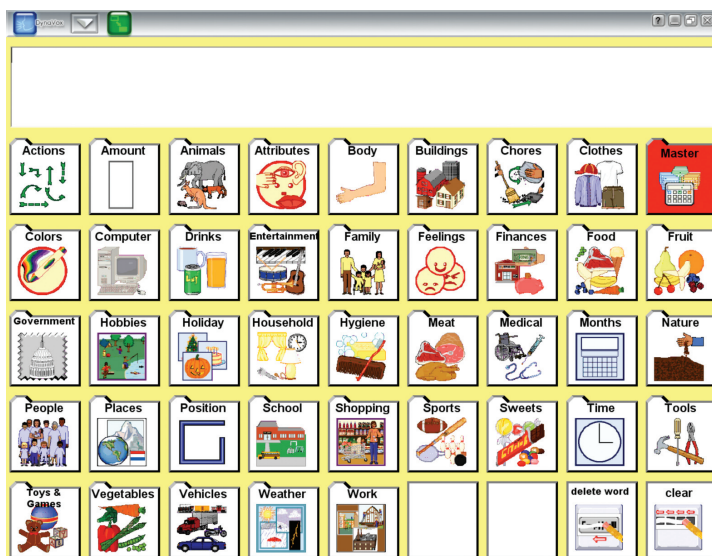 DynaVox
?
Actions Amount Animals Attributes Body Buildings Chores Clothes Master
Colors Computer Drinks Entertainment Family Feelings Finances Food Fruit
Government Hobbies Holiday Household Hygiene Meat Medical Months Nature
People Places Position School Shopping Sports Sweets Time Tools
Toys &
Games Vegetables Vehicles Weather Work delete word clear